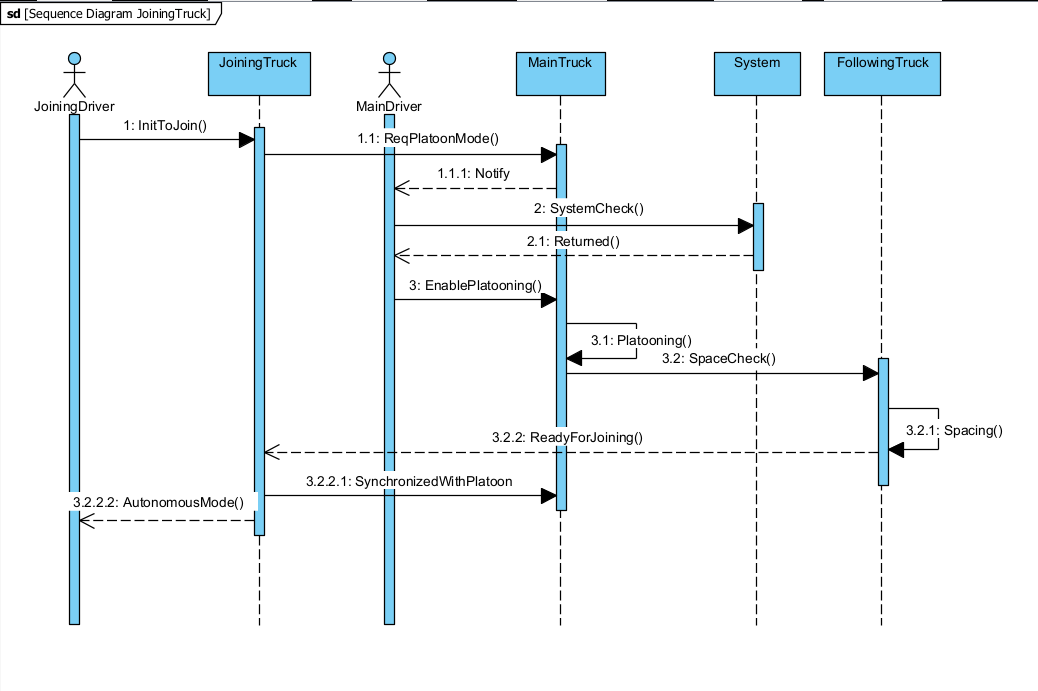 sd [Sequence Diagram JoiningTruck]
JoiningTruck
MainTruck
System
FollowingTruck
JoiningDriver
MainDriver
1: InitToJoin()
1.1: ReqPlatoonMode()
1.1.1: Notify
2: SystemCheck()
2.1: Returned()
3: EnablePlatooning()
3.1: Platooning()
3.2: SpaceCheck()
3.2.1: Spacing()
3.2.2: ReadyForJoining()
3.2.2.1: SynchronizedWithPlatoon
3.2.2.2: AutonomousMode()